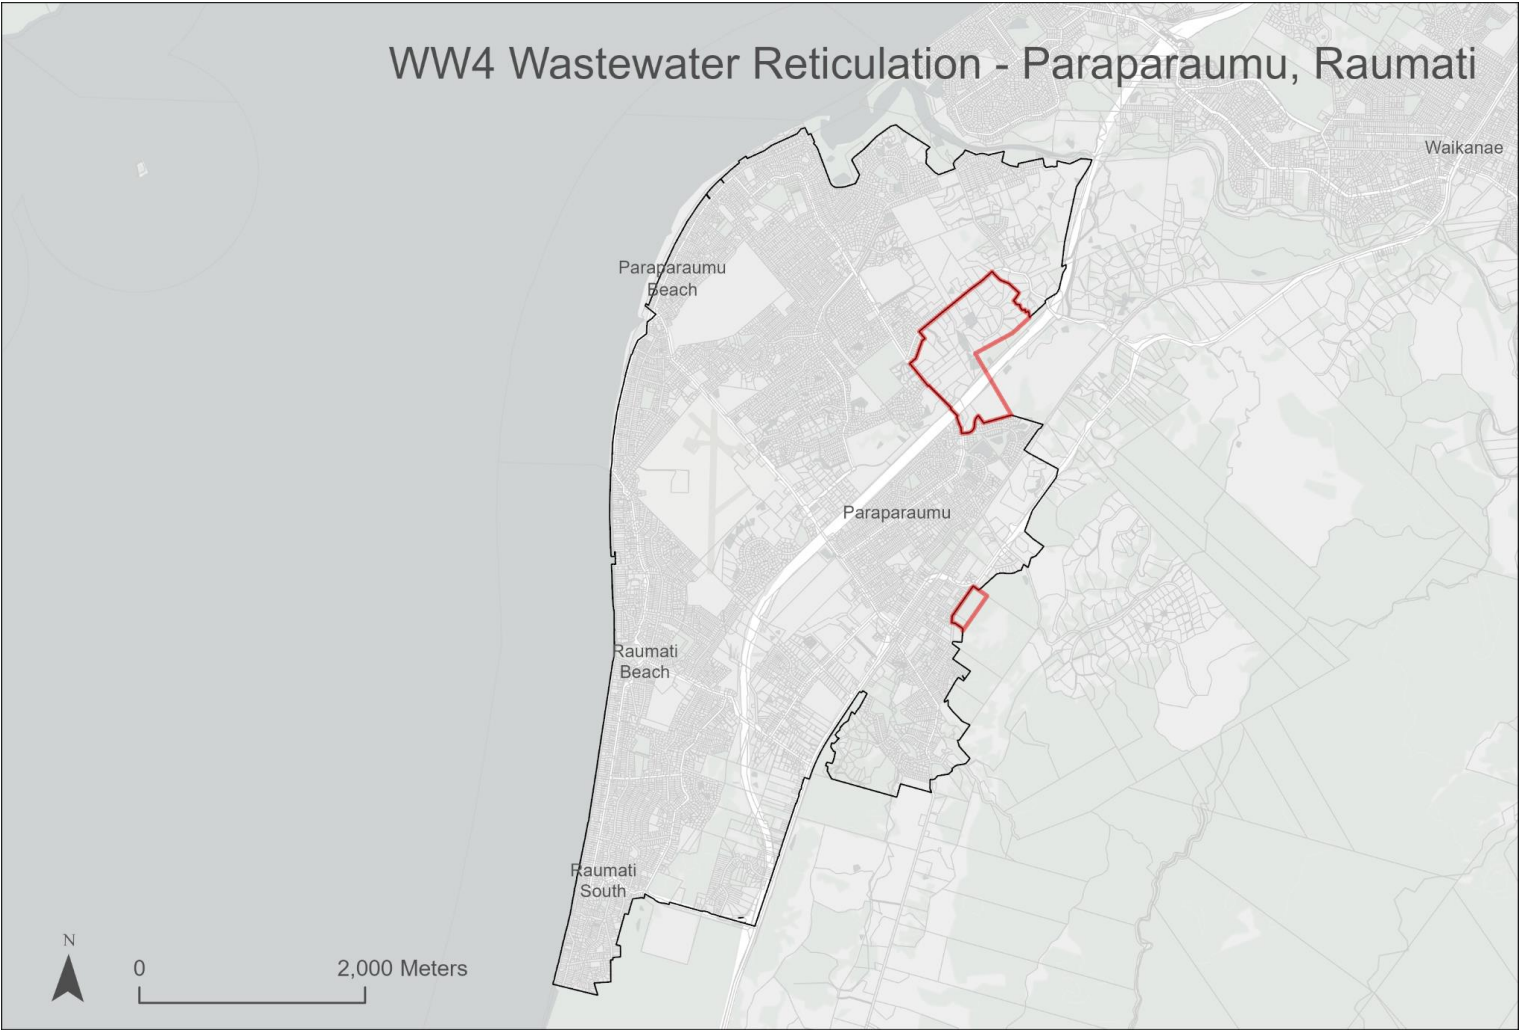 WW4 Wastewater Reticulation - Paraparaumu, Raumati
Waikanae
Paraparaumu
Beach
Paraparaumu
Raumati
Beach
Raumati
South
N
0
2,000 Meters